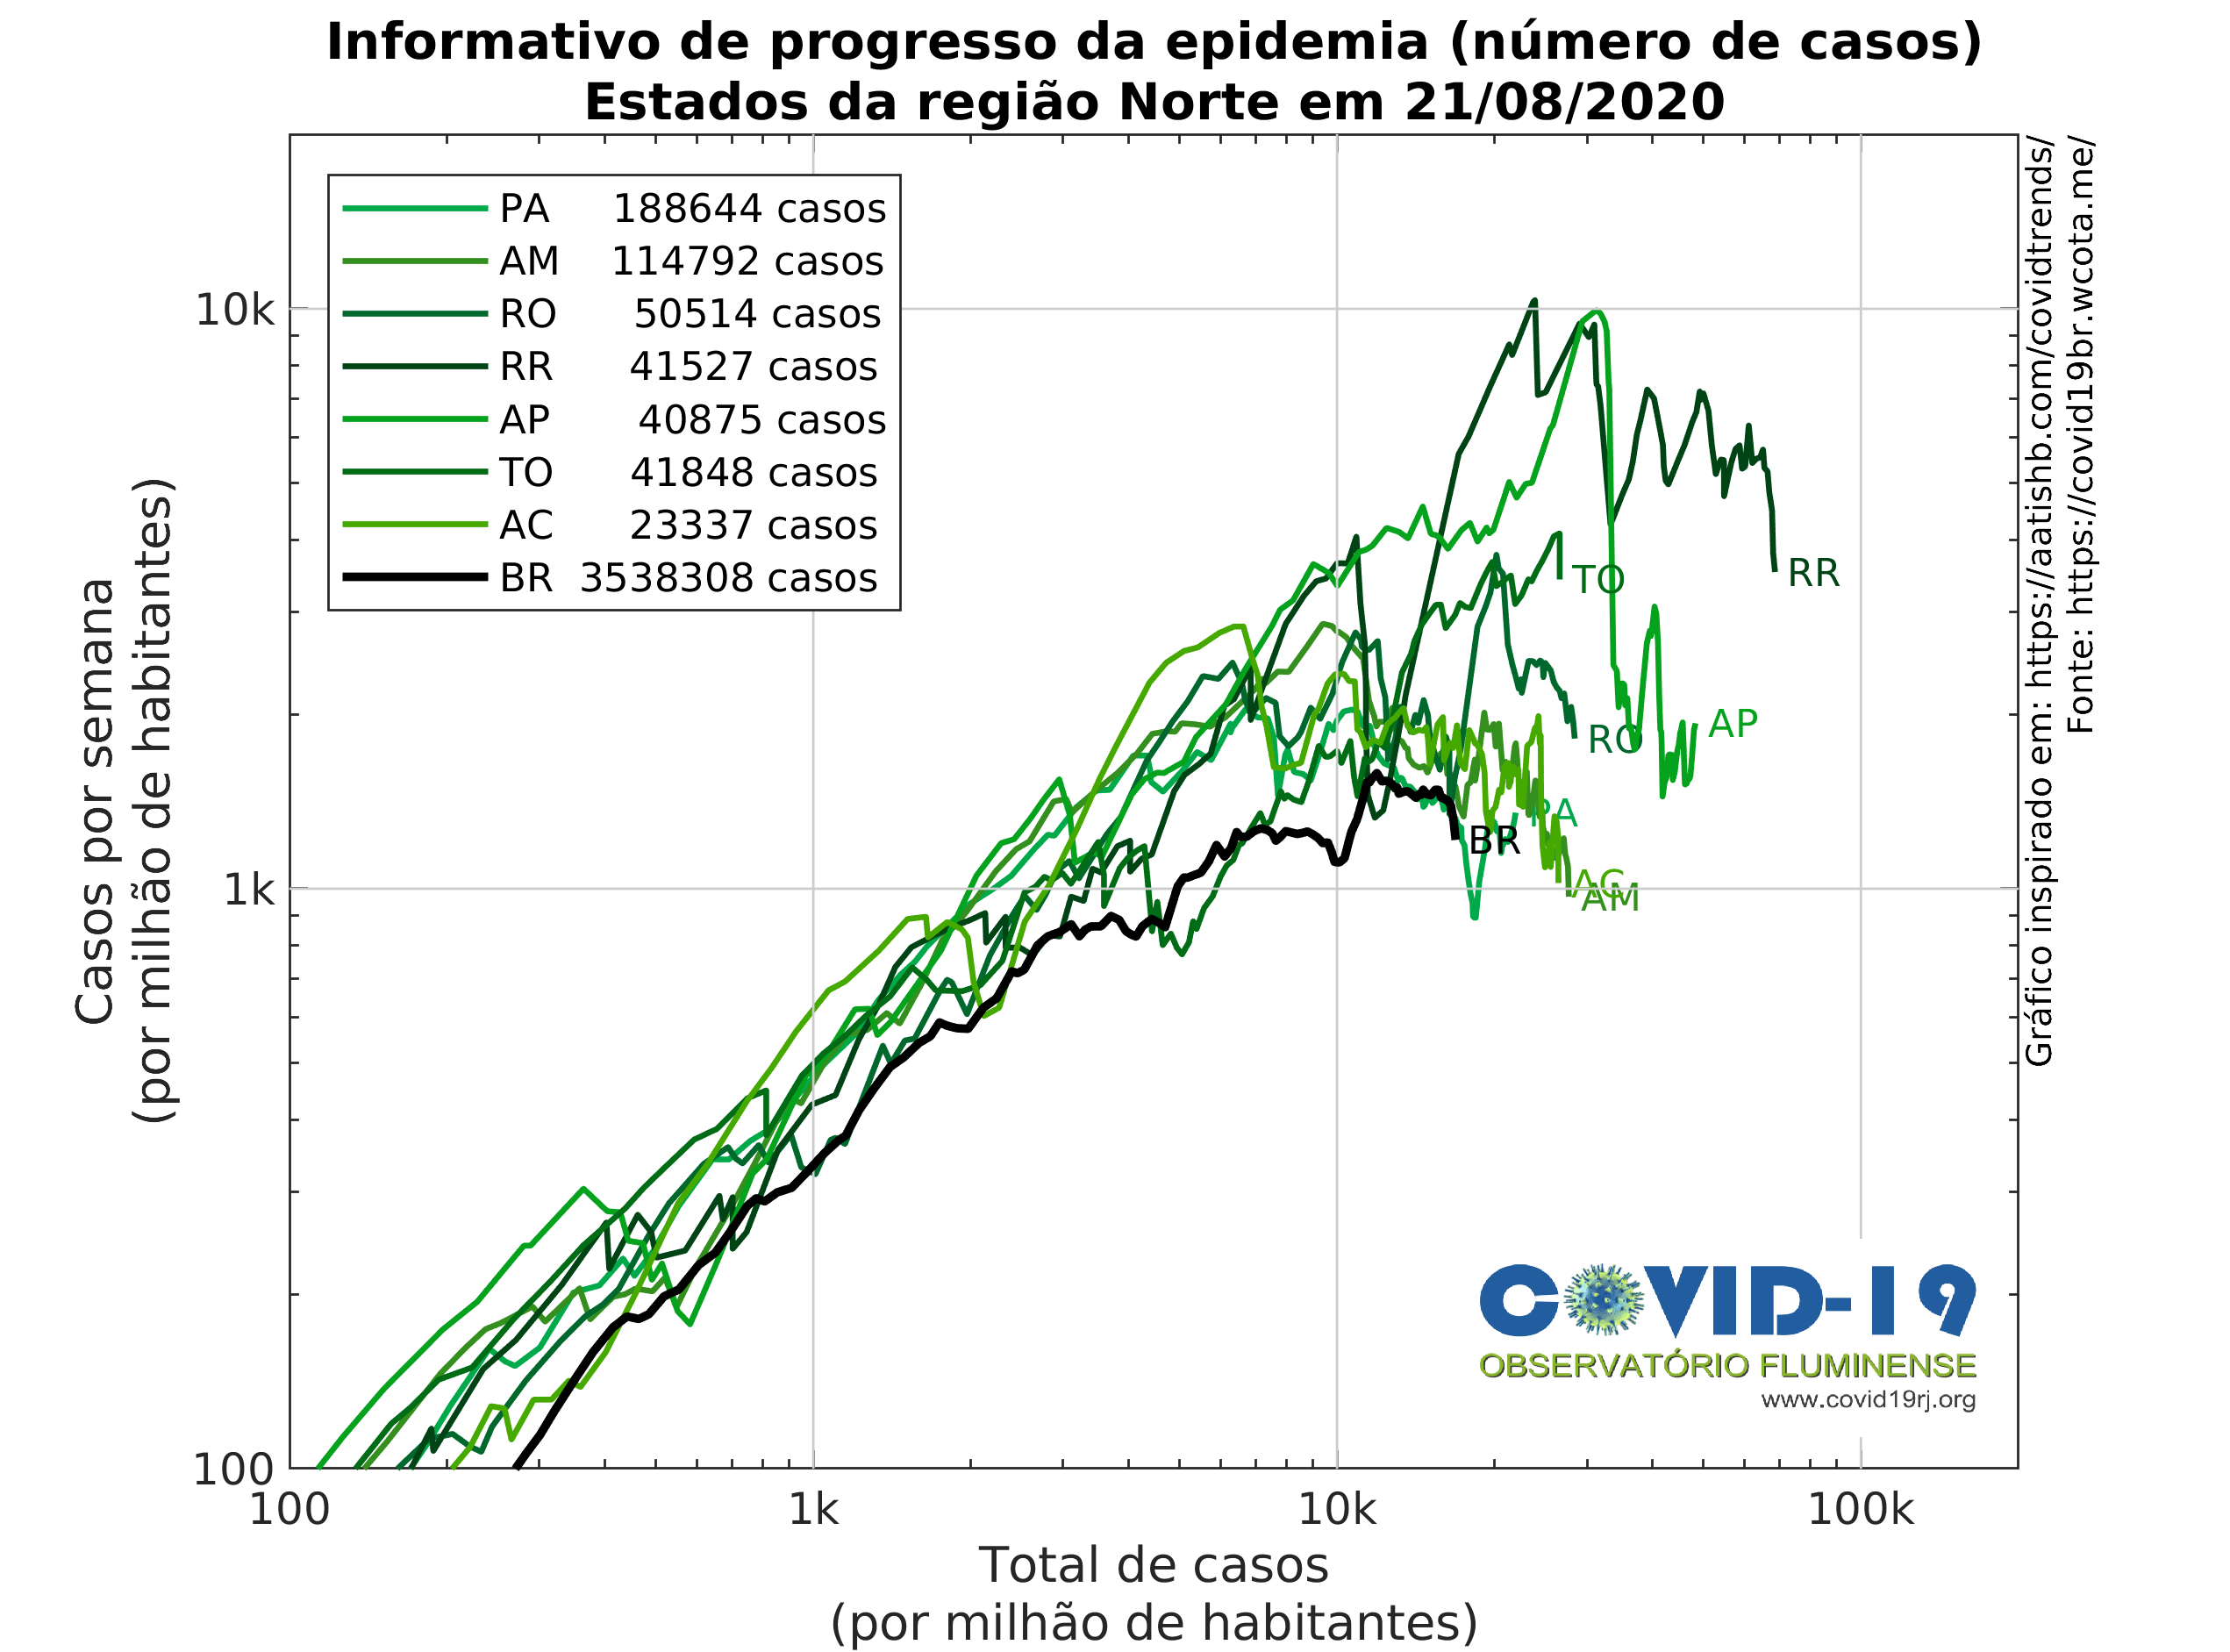 Informativo de progresso da epidemia (número de casos)
Estados da região Norte em 21/08/2020
PA 188644 casos
AM 114792 casos
RO 50514 casos
RR 41527 casos
AP 40875 casos
TO 41848 casos
AC 23337 casos
BR 3538308 casos
10k
1k
100
Casos por semana
(por milhão de habitantes)
RR
TO
AP
RO
PA
BR
AC
AM
Gráfico inspirado em: https://aatishb.com/covidtrends/
Fonte: https://covid19br.wcota.me/
COVID-19
OBSERVATÓRIO FLUMINENSE
www.covid19rj.org
100
1k
10k
100k
Total de casos
(por milhão de habitantes)